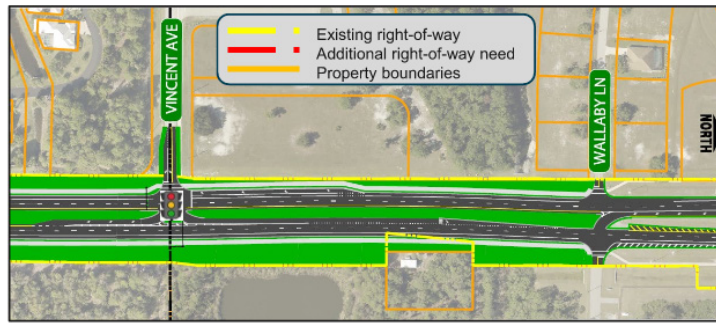 Existing right-of-way
Additional right-of-way need
Property boundaries
VINCENT AVE
WALLABY LN
NORTH